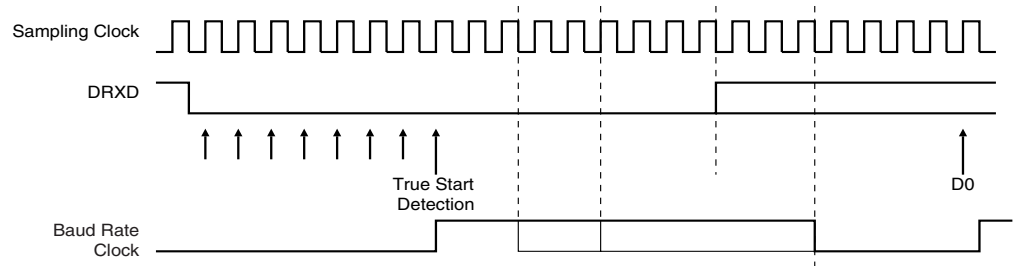 Sampling Clock
DRXD
True Start
Detection
D0
Baud Rate
Clock